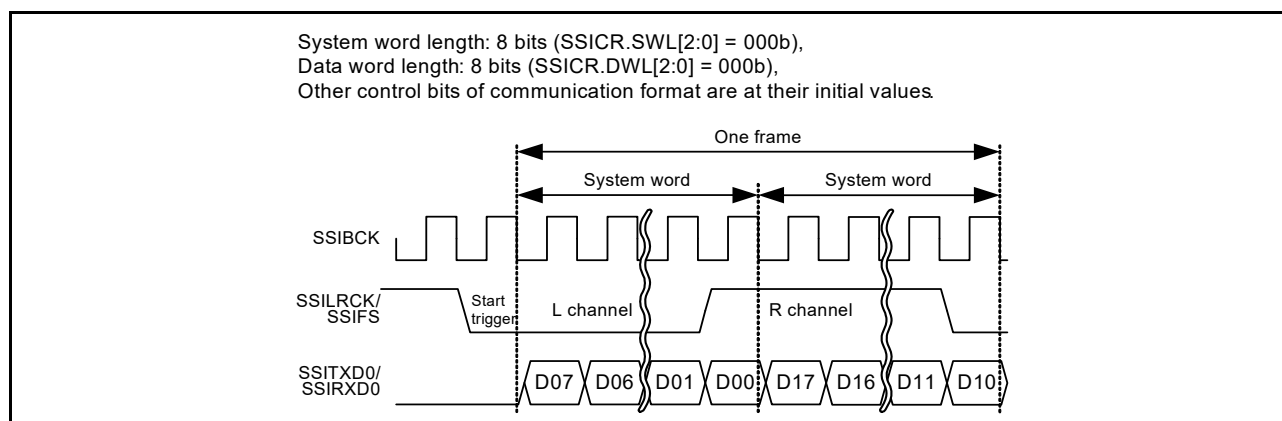 System word length: 8 bits (SSICR.SWL[2:0] = 000b),
Data word length: 8 bits (SSICR.DWL[2:0] = 000b),
Other control bits of communication format are at their initial values.
One frame
System word System word
SSIBCK
SSILRCK/
SSIFS
Start
trigger
L channel R channel
SSITXD0/
SSIRXD0
D07 D06 D01 D00 D17 D16 D11 D10